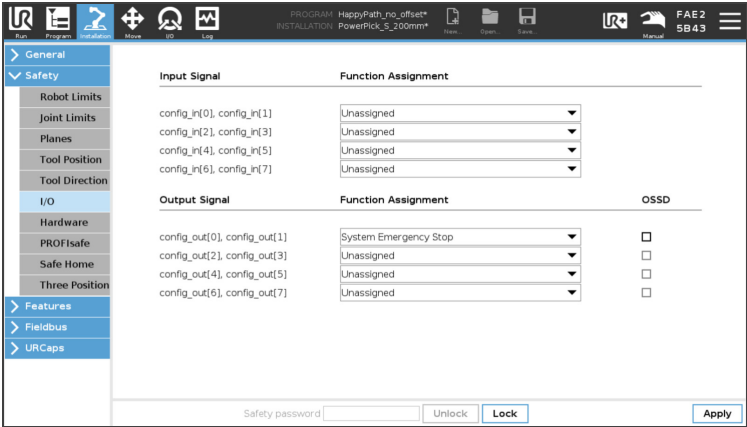 PROGRAM HappyPath_no_offset*
INSTALLATION PowerPick_S_200mm*
UR
Run Program Installation Move I/O Log New... Open... Save... UR+ Manual FAE2 5B43
General
Safety
Robot Limits
Joint Limits
Planes
Tool Position
Tool Direction
I/O
Hardware
PROFIsafe
Safe Home
Three Position
Features
Fieldbus
URCaps
Input Signal Function Assignment
config_in[0], config_in[1] Unassigned
config_in[2], config_in[3] Unassigned
config_in[4], config_in[5] Unassigned
config_in[6], config_in[7] Unassigned
Output Signal Function Assignment OSSD
config_out[0], config_out[1] System Emergency Stop
config_out[2], config_out[3] Unassigned
config_out[4], config_out[5] Unassigned
config_out[6], config_out[7] Unassigned
Safety password Unlock Lock Apply